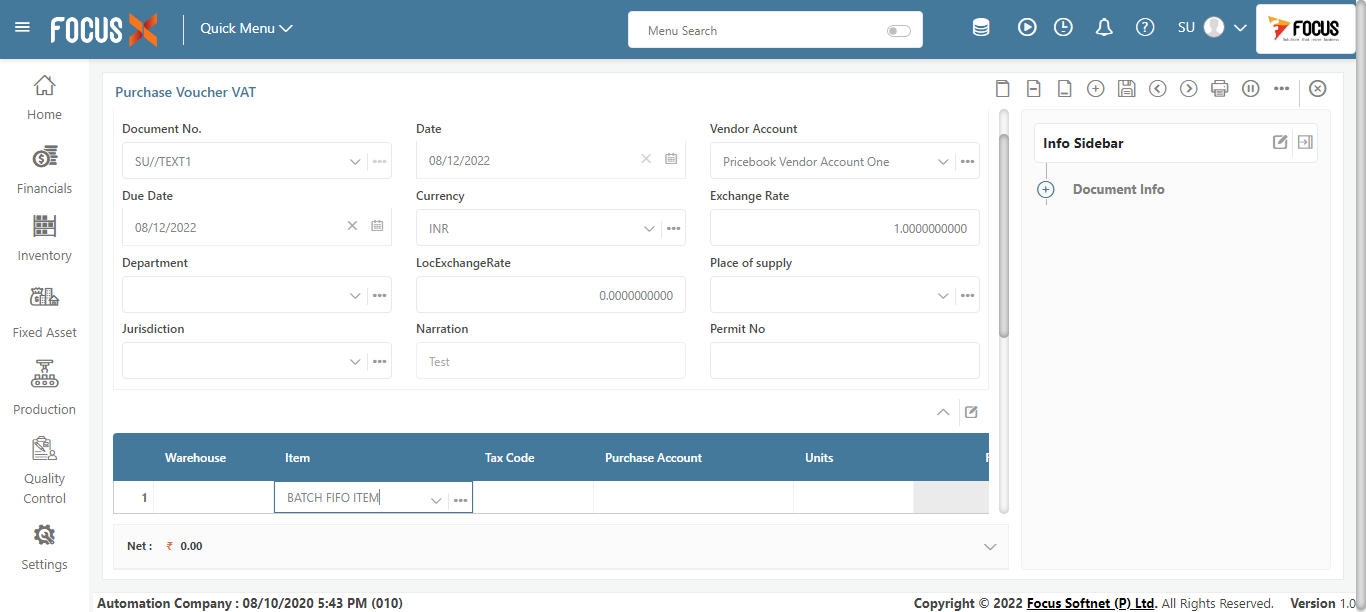 FOCUS X Quick Menu Menu Search SU FOCUS
Home
Financials
Inventory
Fixed Asset
Production
Quality
Control
Settings
Purchase Voucher VAT
Document No. Date Vendor Account
SU//TEXT1 08/12/2022 Pricebook Vendor Account One
Due Date Currency Exchange Rate
08/12/2022 INR 1.0000000000
Department LocExchangeRate Place of supply
0.0000000000
Jurisdiction Narration Permit No
Test
Warehouse Item Tax Code Purchase Account Units
1 BATCH FIFO ITEM
Net : ₹ 0.00
Info Sidebar
Document Info
Automation Company : 08/10/2020 5:43 PM (010) Copyright © 2022 Focus Softnet (P) Ltd. All Rights Reserved. Version 1.0